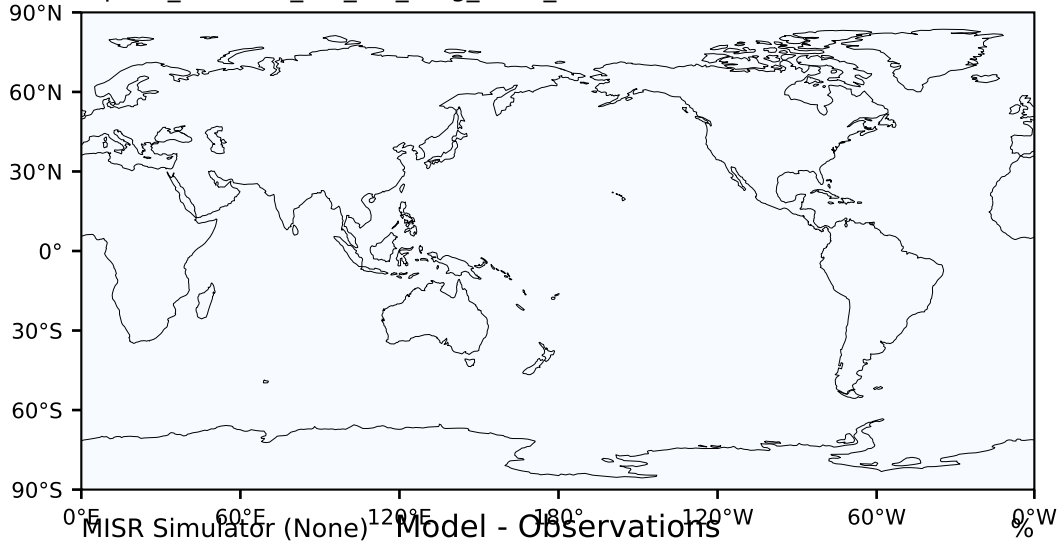 90°N
60°N
30°N
0°
30°S
60°S
90°S
0°E 60°E 120°E 180° 120°W 60°W 0°W
MISR Simulator (None) Model - Observations %